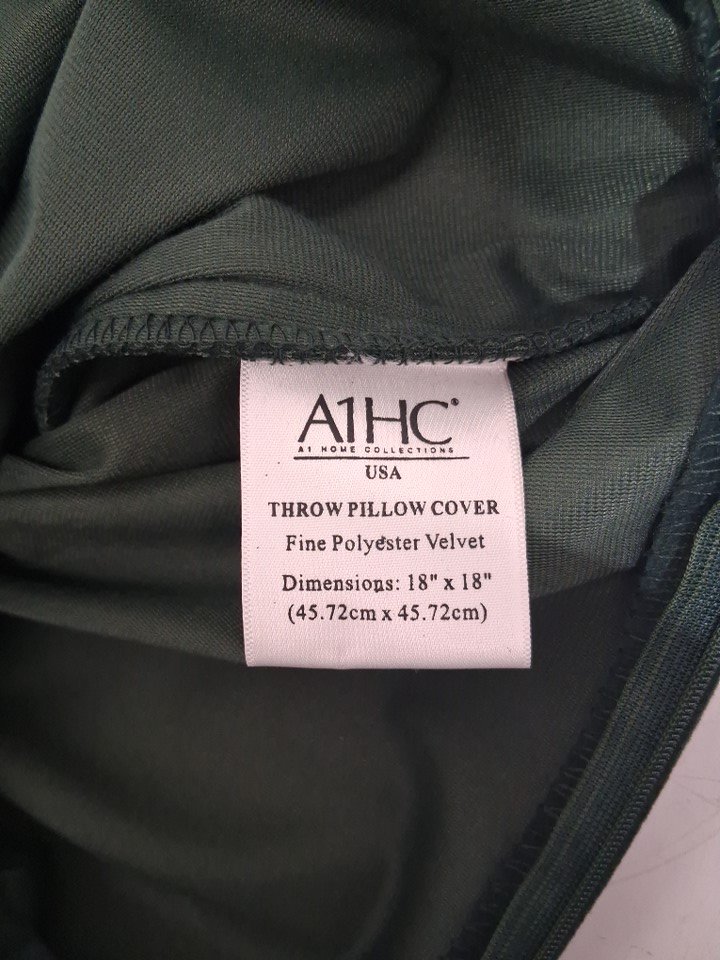 A1HC®
A1 HOME COLLECTIONS
USA
THROW PILLOW COVER
Fine Polyester Velvet
Dimensions: 18" x 18"
(45.72cm x 45.72cm)